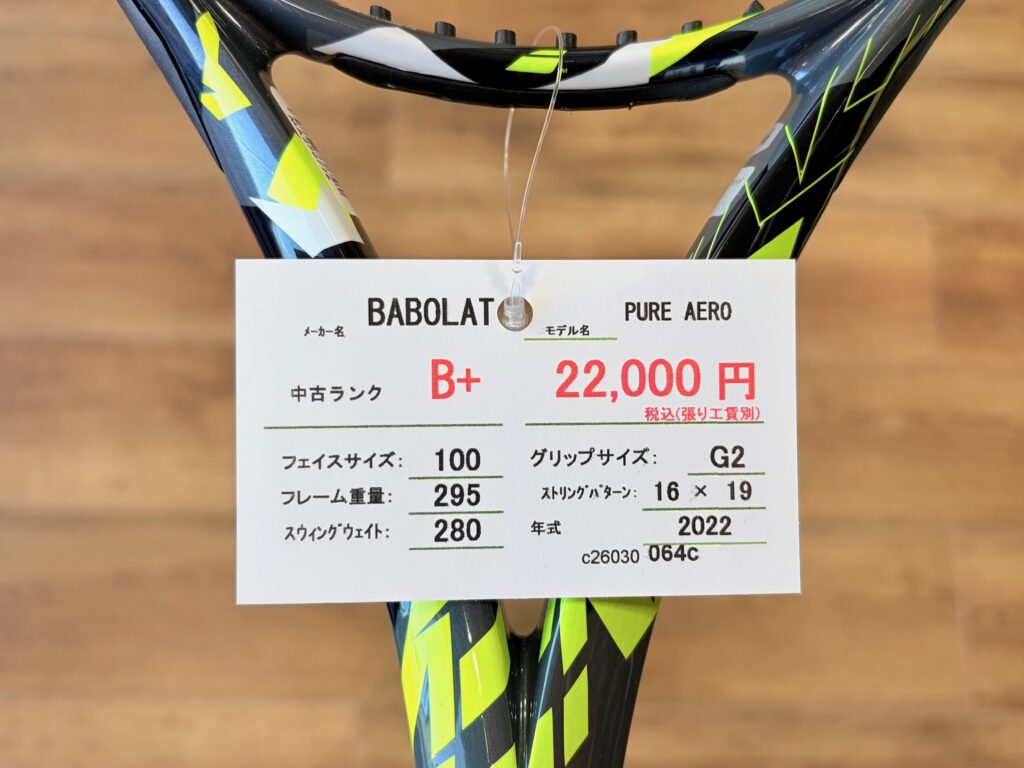 メーカー名 BABOLAT モデル名 PURE AERO
中古ランク B+ 22,000 円
税込(張り工賃別)
フェイスサイズ: 100 グリップサイズ: G2
フレーム重量: 295 ストリングパターン: 16 × 19
スウィングウェイト: 280 年式 2022
c26030 064c